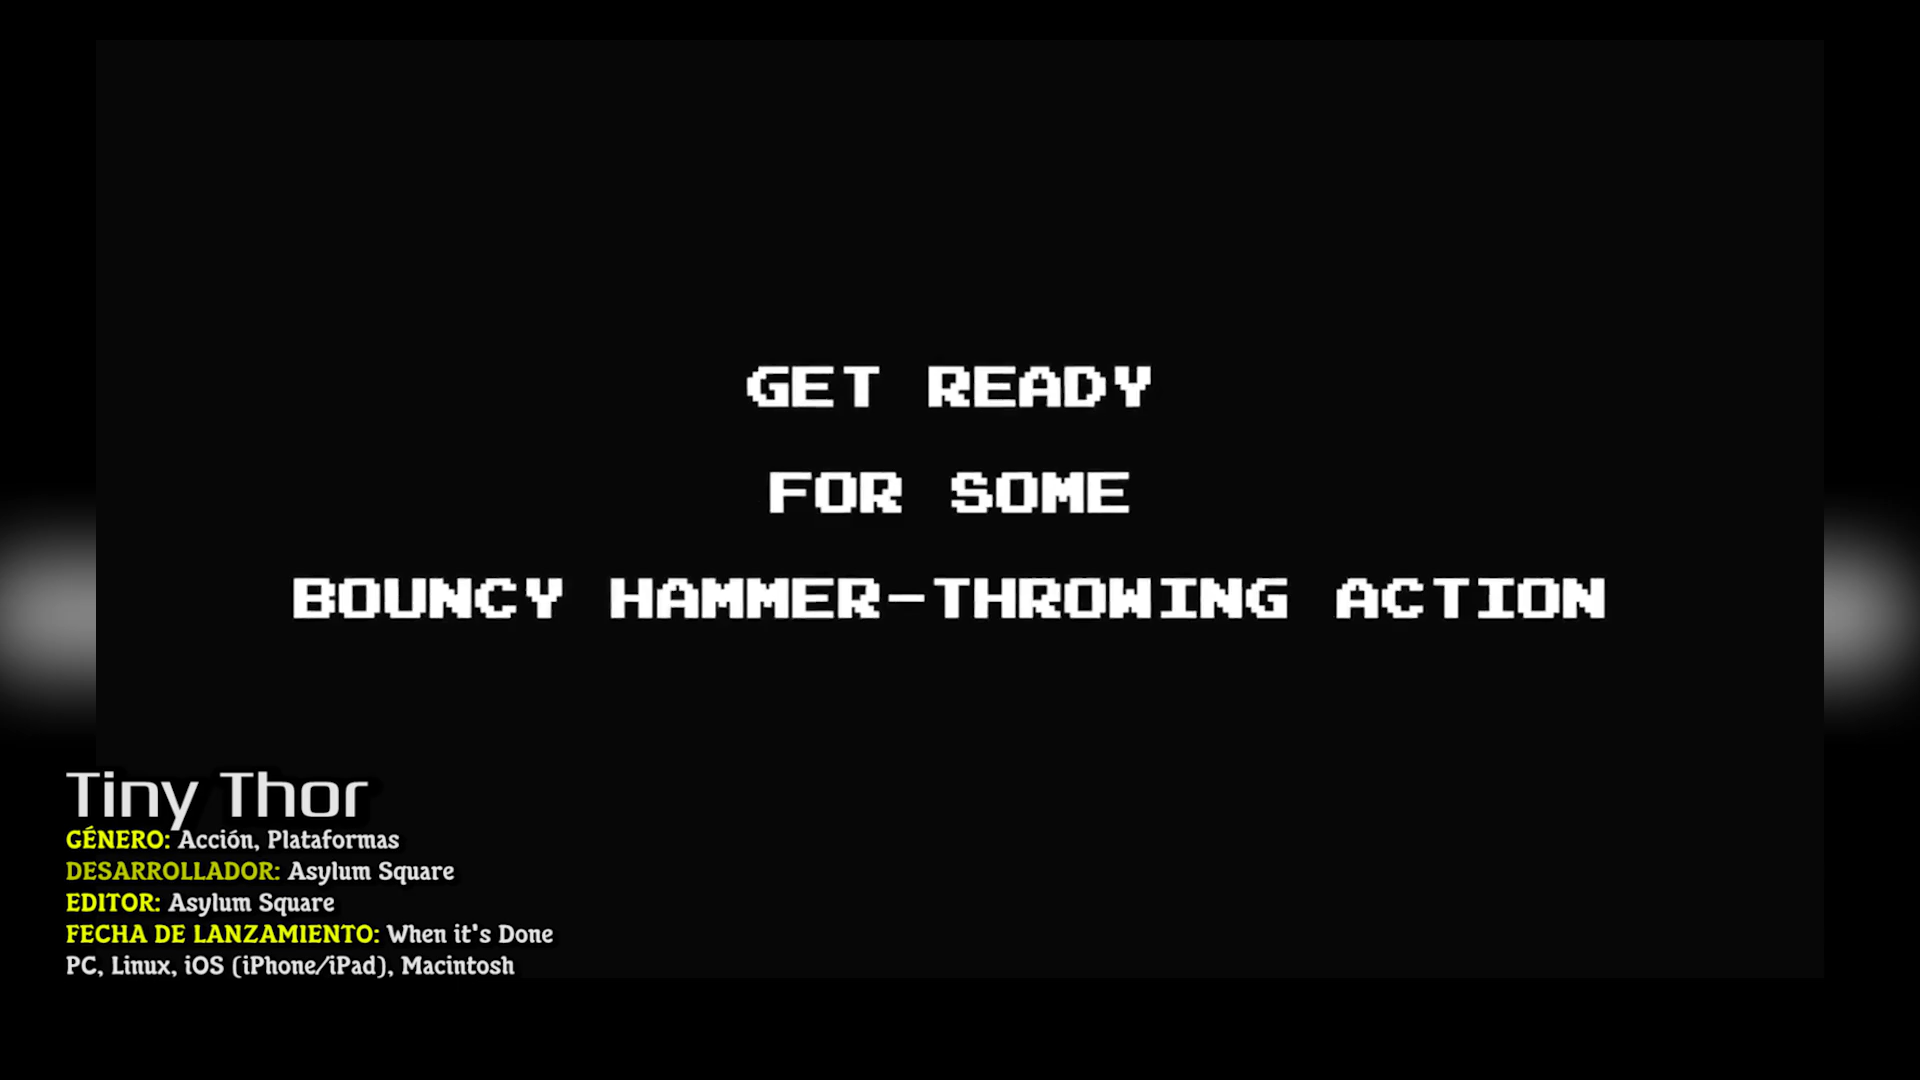 GET READY
FOR SOME
BOUNCY HAMMER-THROWING ACTION
Tiny Thor
GÉNERO: Acción, Plataformas
DESARROLLADOR: Asylum Square
EDITOR: Asylum Square
FECHA DE LANZAMIENTO: When it's Done
PC, Linux, iOS (iPhone/iPad), Macintosh